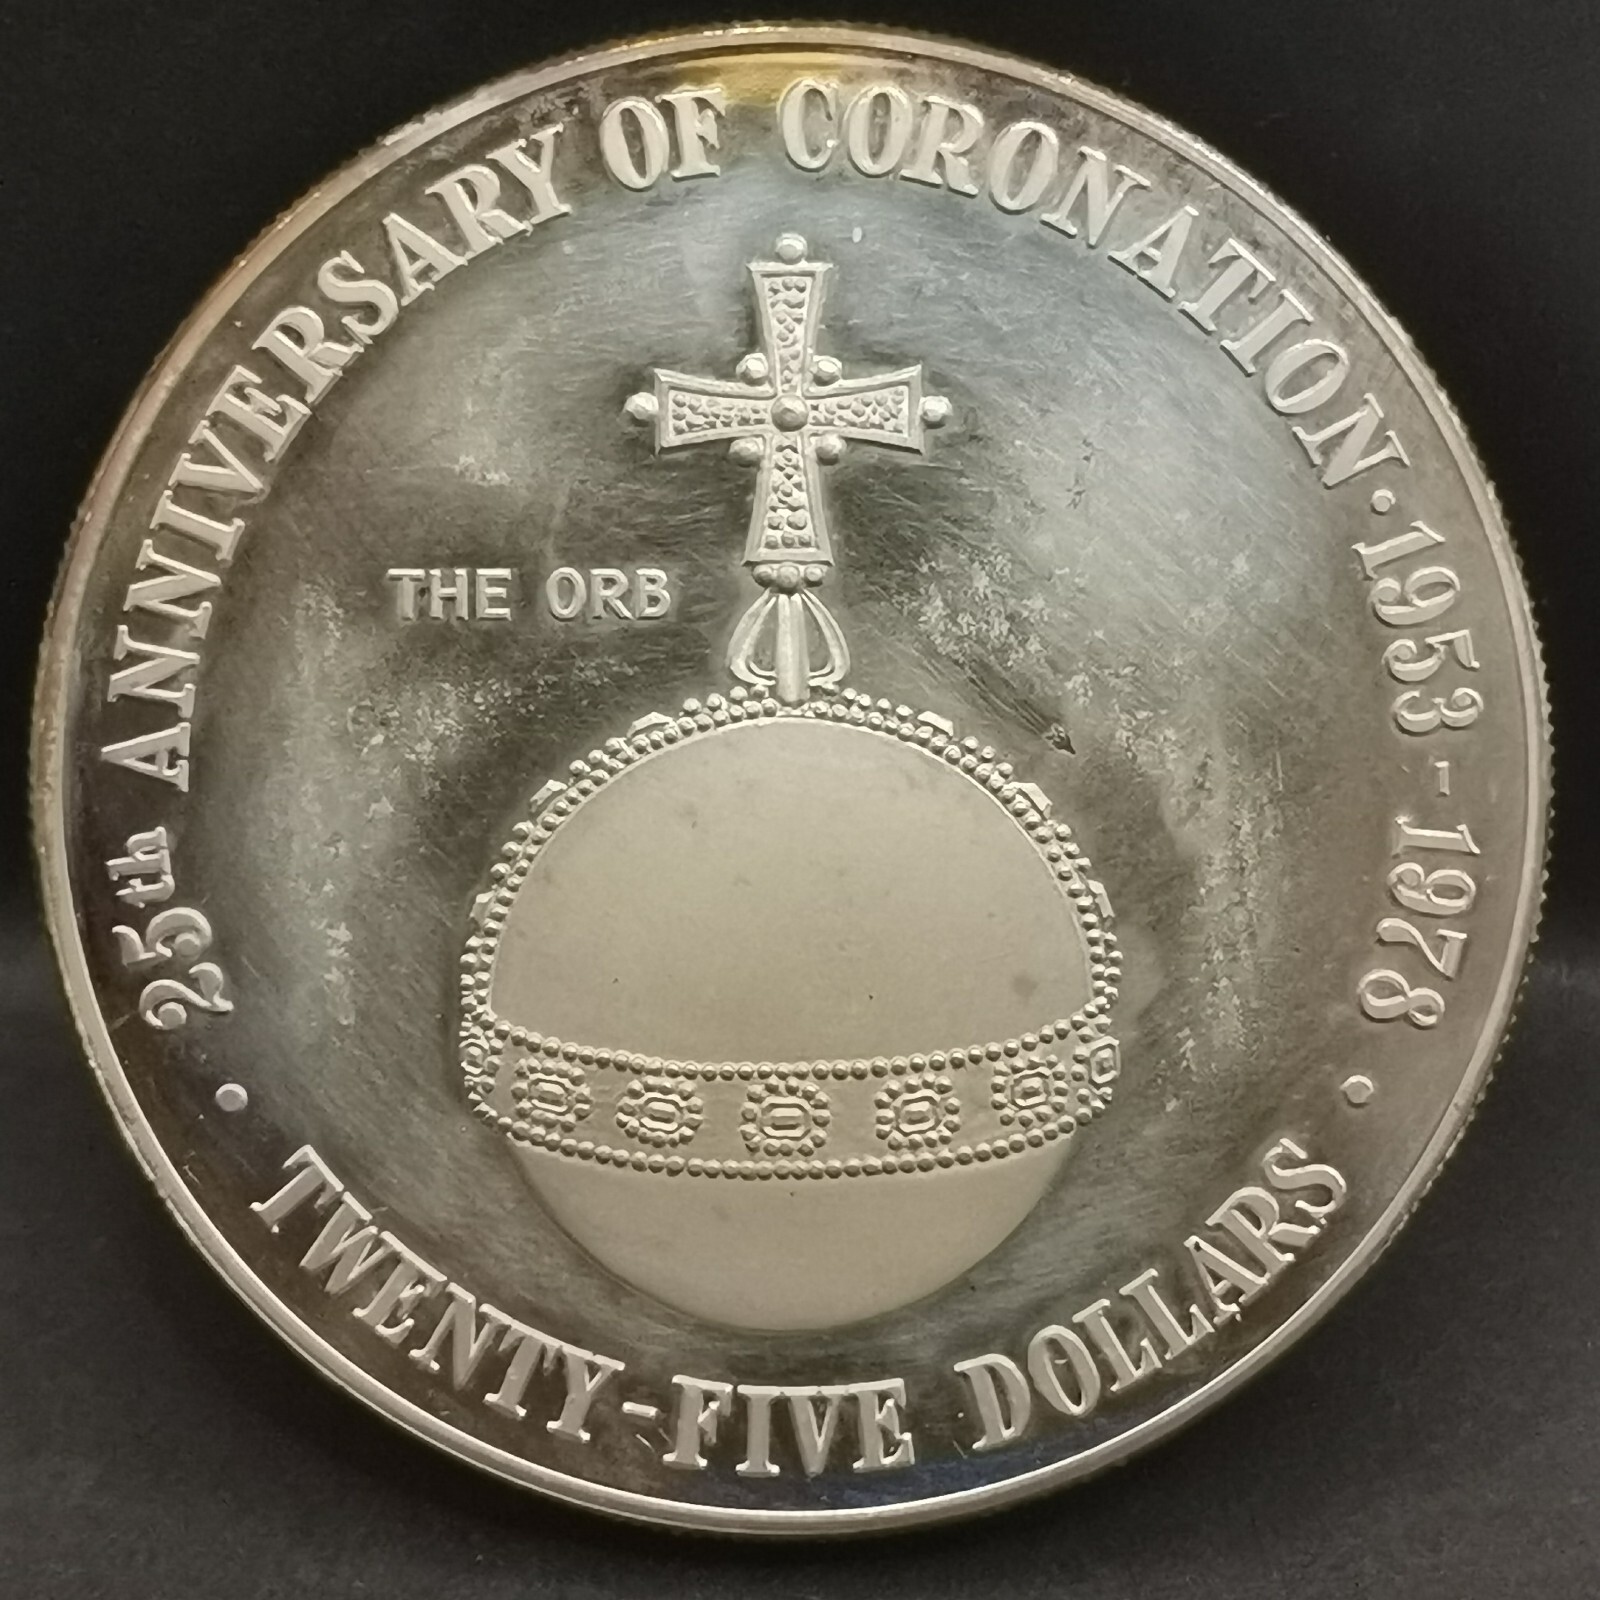 25th ANNIVERSARY OF CORONATION · 1953 - 1978
THE ORB
· TWENTY-FIVE DOLLARS ·